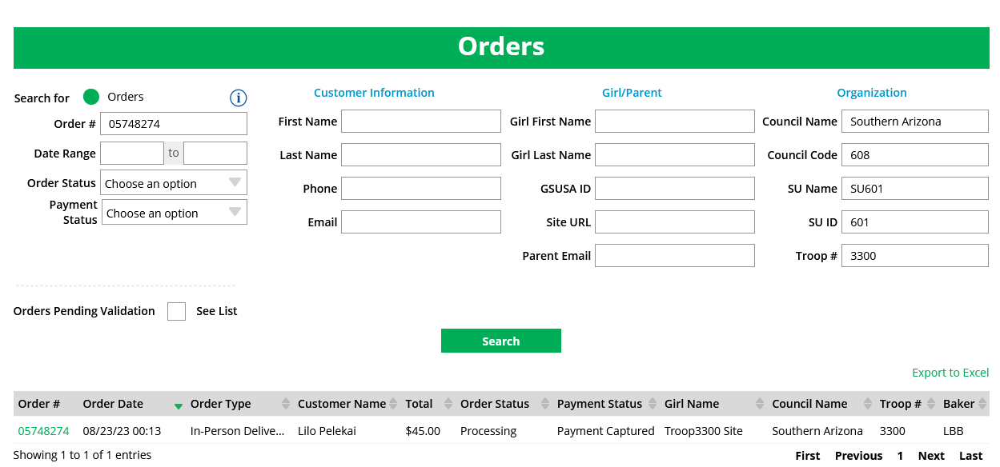 Orders
Search for Orders
Order # 05748274
Date Range to
Order Status Choose an option
Payment Status Choose an option
Customer Information
First Name
Last Name
Phone
Email
Girl/Parent
Girl First Name
Girl Last Name
GSUSA ID
Site URL
Parent Email
Organization
Council Name Southern Arizona
Council Code 608
SU Name SU601
SU ID 601
Troop # 3300
Orders Pending Validation See List
Search
Export to Excel
Order # Order Date Order Type Customer Name Total Order Status Payment Status Girl Name Council Name Troop # Baker
05748274 08/23/23 00:13 In-Person Delive... Lilo Pelekai $45.00 Processing Payment Captured Troop3300 Site Southern Arizona 3300 LBB
Showing 1 to 1 of 1 entries First Previous 1 Next Last